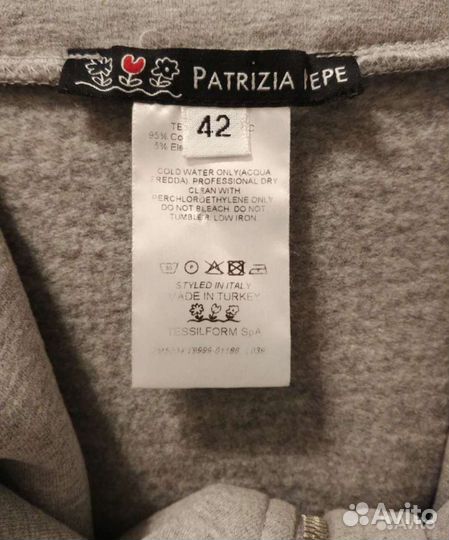 PATRIZIA PEPE
42
95% Co
5% Ela
COLD WATER ONLY(ACQUA
FREDDA). PROFESSIONAL DRY
CLEAN WITH
PERCHLOROETHYLENE ONLY
DO NOT BLEACH. DO NOT
TUMBLE R. LOW IRON.
P
STYLED IN ITALY
MADE IN TURKEY
TESSILFORM SpA
Avito